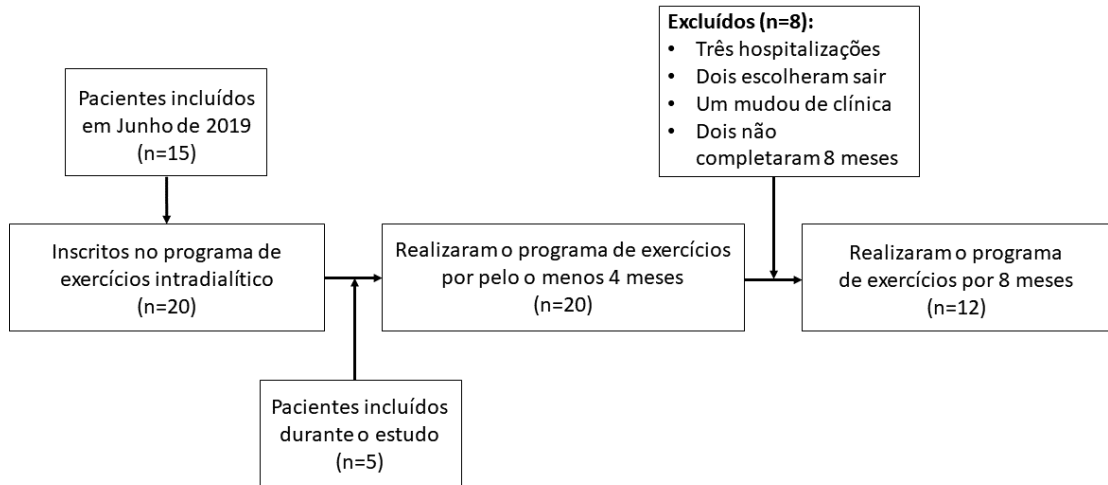 Excluídos (n=8):
• Três hospitalizações
• Dois escolheram sair
• Um mudou de clínica
• Dois não
completaram 8 meses
Pacientes incluídos
em Junho de 2019
(n=15)
Inscritos no programa de
exercícios intradialítico
(n=20)
Realizaram o programa de exercícios
por pelo o menos 4 meses
(n=20)
Realizaram o programa
de exercícios por 8 meses
(n=12)
Pacientes incluídos
durante o estudo
(n=5)